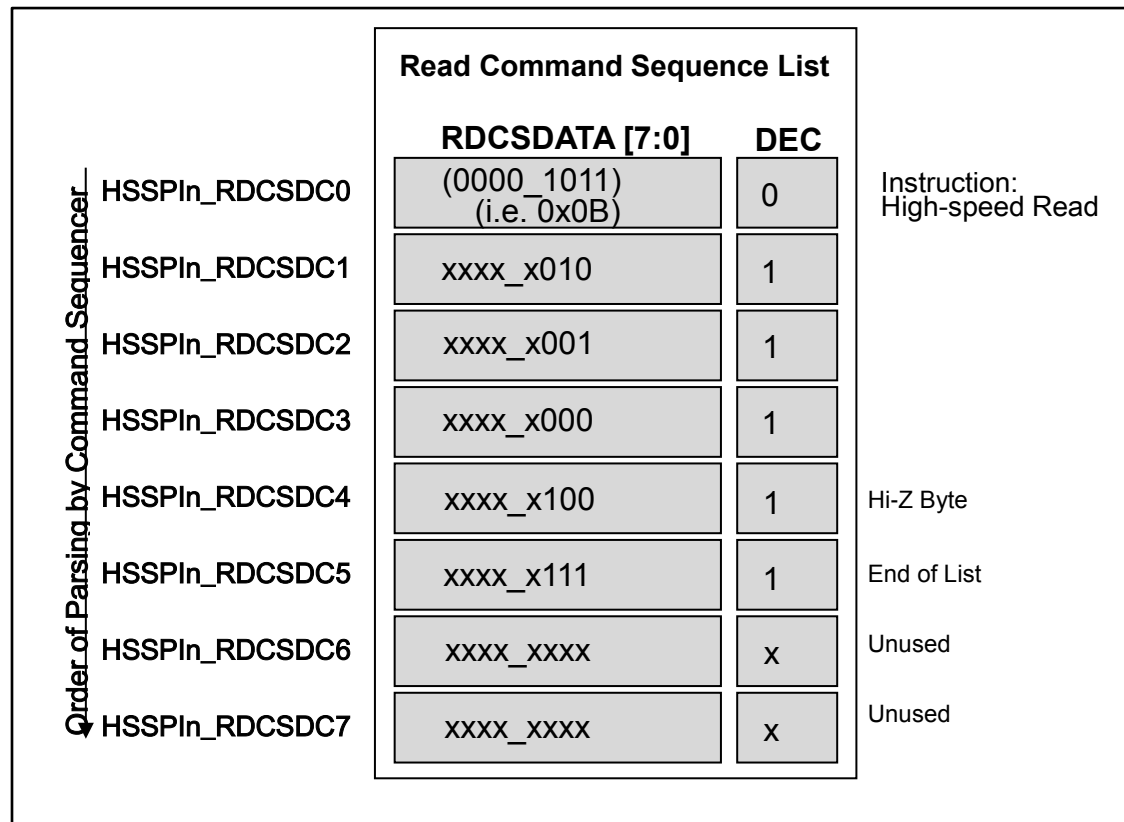 Read Command Sequence List
RDCSDATA [7:0] DEC
Order of Parsing by Command Sequencer
HSSPIn_RDCSDC0 (0000_1011) 0 Instruction:
(i.e. 0x0B) High-speed Read
HSSPIn_RDCSDC1 xxxx_x010 1
HSSPIn_RDCSDC2 xxxx_x001 1
HSSPIn_RDCSDC3 xxxx_x000 1
HSSPIn_RDCSDC4 xxxx_x100 1 Hi-Z Byte
HSSPIn_RDCSDC5 xxxx_x111 1 End of List
HSSPIn_RDCSDC6 xxxx_xxxx x Unused
HSSPIn_RDCSDC7 xxxx_xxxx x Unused